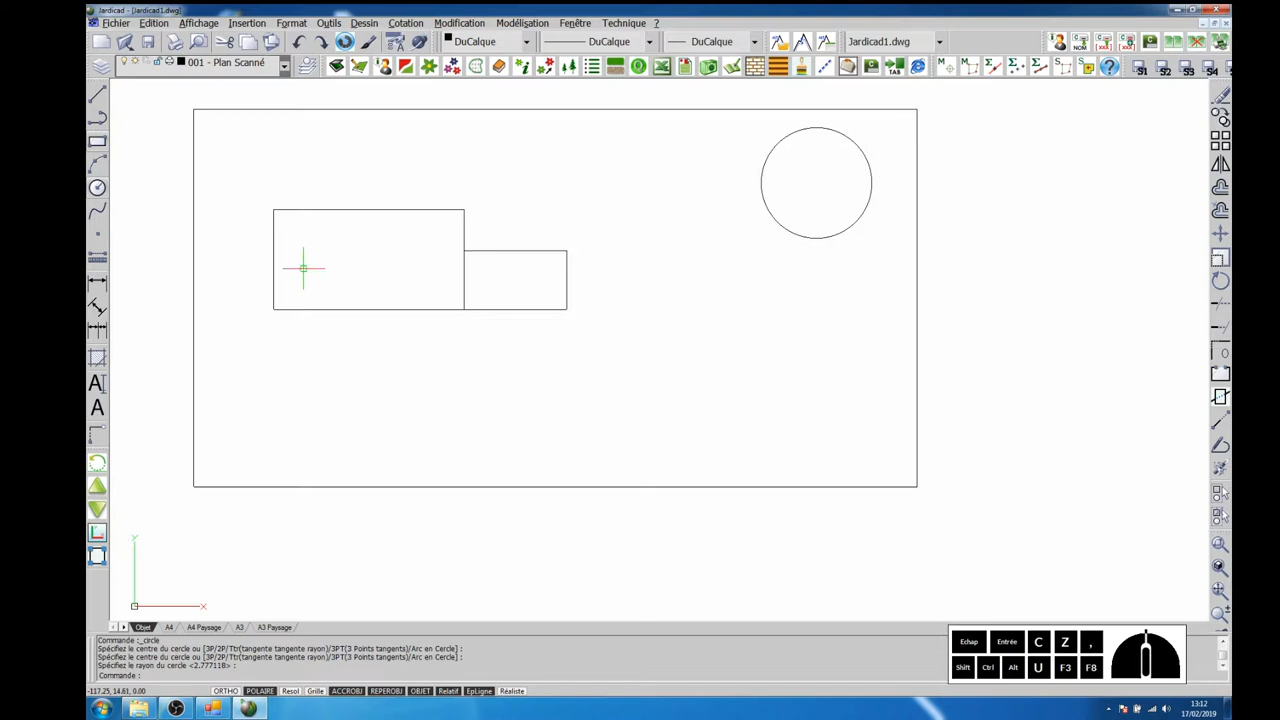 Jardicad - [Jardicad1.dwg]
Fichier Edition Affichage Insertion Format Outils Dessin Cotation Modification Modélisation Fenêtre Technique ?
DuCalque DuCalque DuCalque Jardicad1.dwg
001 - Plan Scanné
S1 S2 S3 S4
Y
X
Objet A4 A4 Paysage A3 A3 Paysage
Commande :_circle
Spécifiez le centre du cercle ou [3P/2P/Ttr(tangente tangente rayon)/3PT(3 Points tangents)/Arc en Cercle] :
Spécifiez le centre du cercle ou [3P/2P/Ttr(tangente tangente rayon)/3PT(3 Points tangents)/Arc en Cercle] :
Spécifiez le rayon du cercle <2.777118> :
Commande :
Echap Entrée C Z ,
Shift Ctrl Alt U F3 F8
-117.25, 14.61, 0.00 ORTHO POLAIRE Resol Grille ACCROBJ REPEROBJ OBJET Relatif EpLigne Réaliste
13:12
17/02/2019